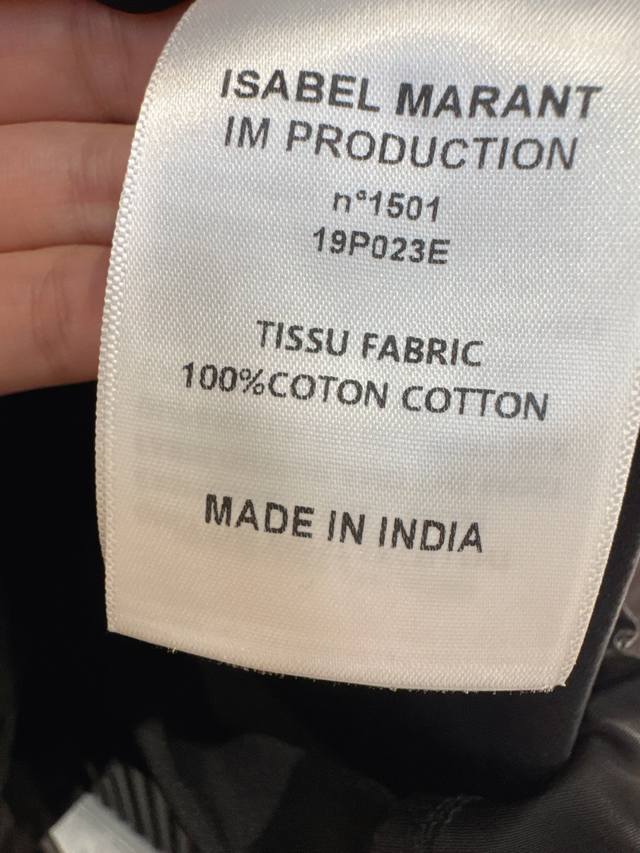 ISABEL MARANT
IM PRODUCTION
n°1501
19P023E
TISSU FABRIC
100%COTON COTTON
MADE IN INDIA